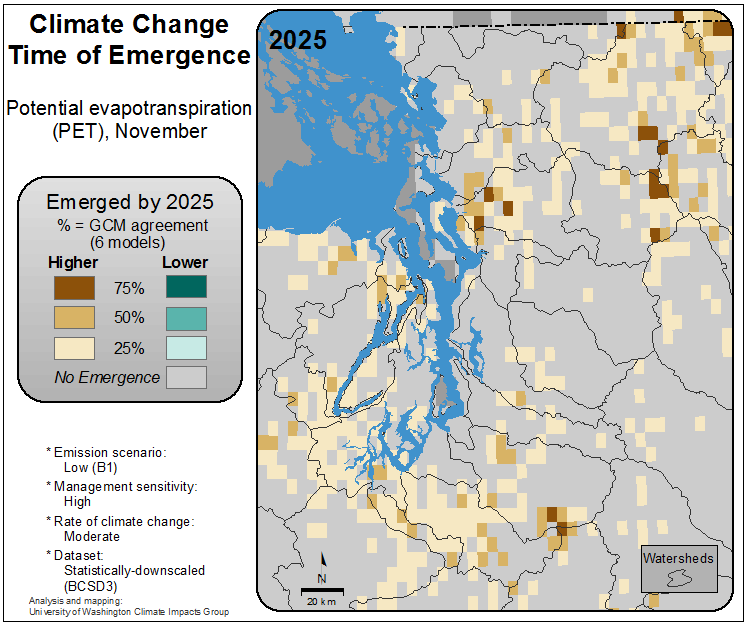 Climate Change
Time of Emergence
Potential evapotranspiration
(PET), November
Emerged by 2025
% = GCM agreement
(6 models)
Higher Lower
75%
50%
25%
No Emergence
* Emission scenario:
Low (B1)
* Management sensitivity:
High
* Rate of climate change:
Moderate
* Dataset:
Statistically-downscaled
(BCSD3)
Analysis and mapping:
University of Washington Climate Impacts Group
2025
N
20 km
Watersheds